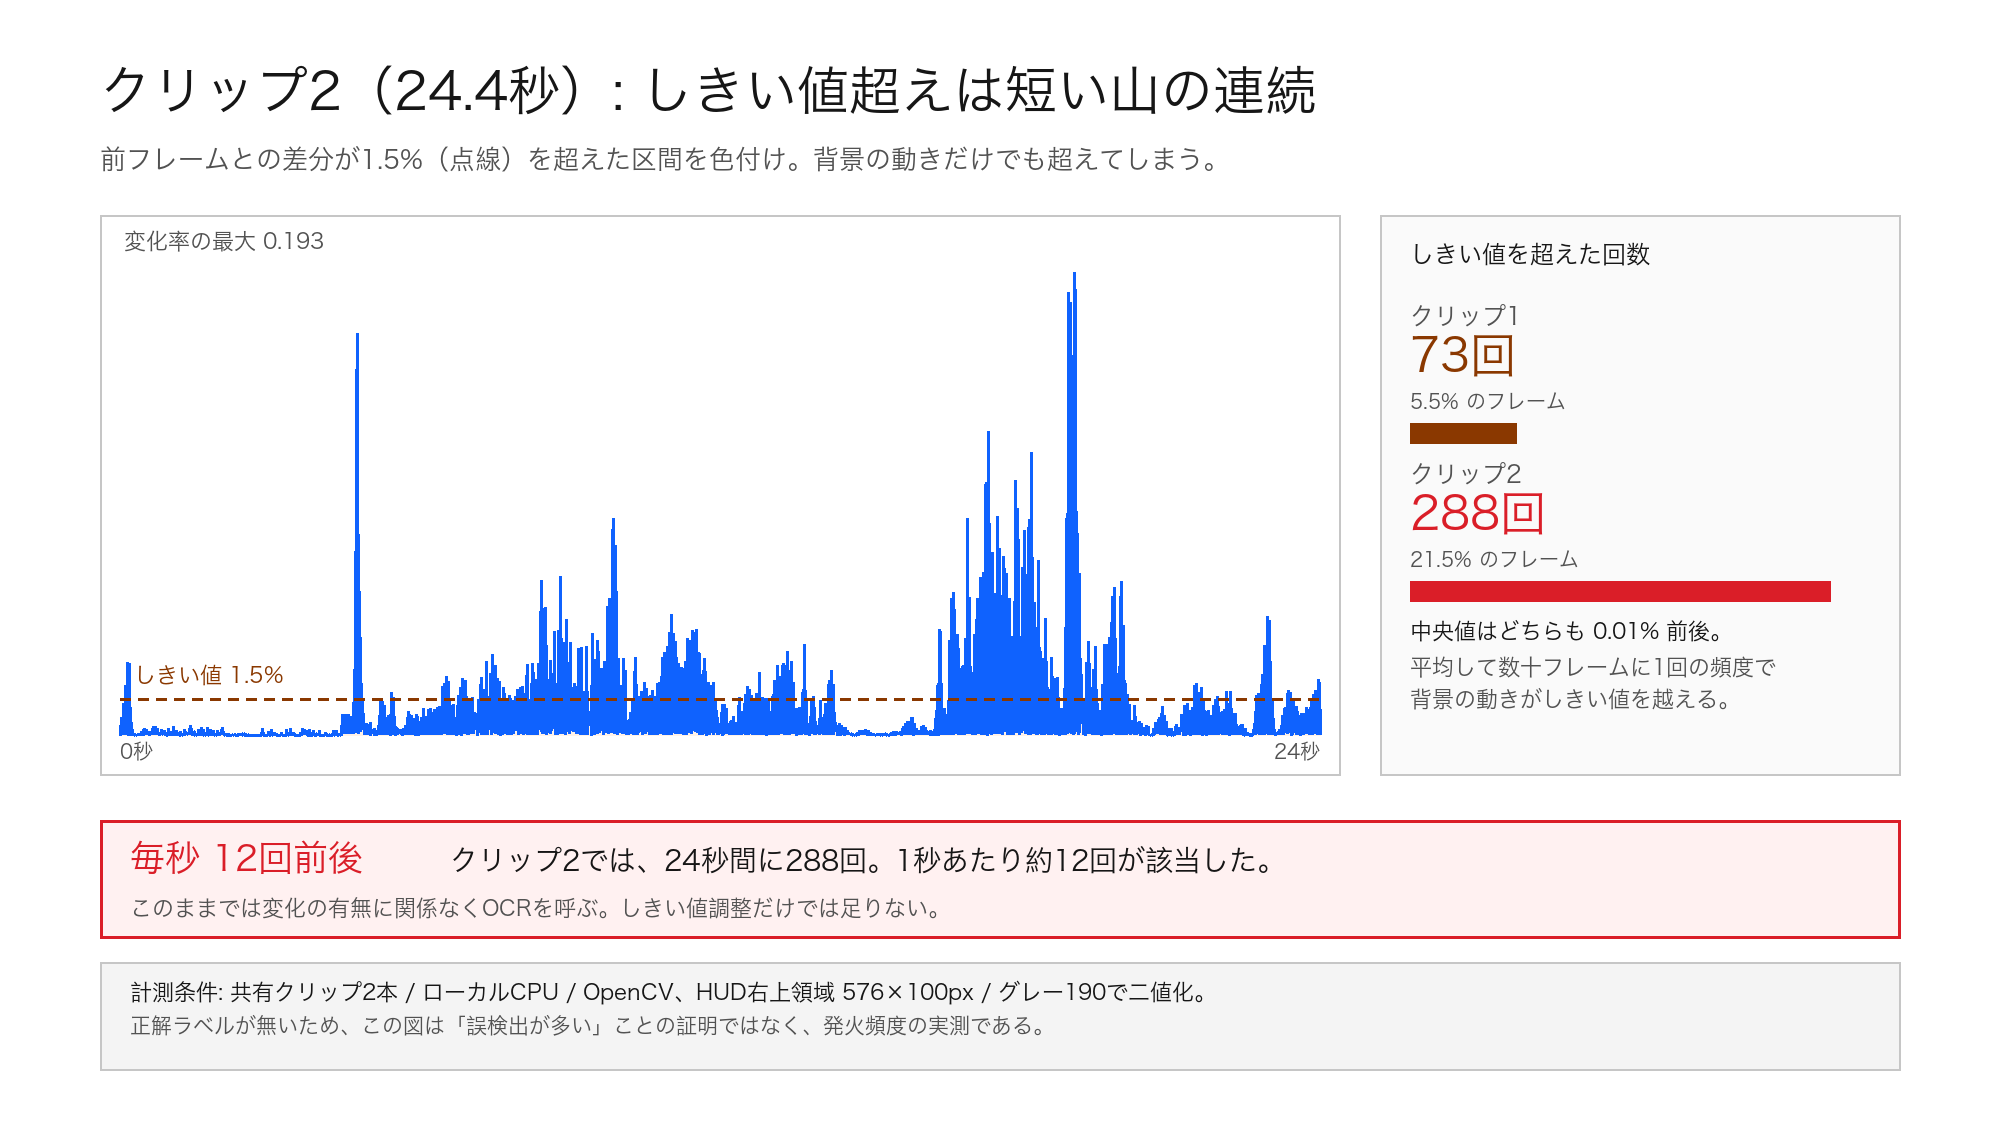 クリップ2（24.4秒）: しきい値超えは短い山の連続
前フレームとの差分が1.5%（点線）を超えた区間を色付け。背景の動きだけでも超えてしまう。
変化率の最大 0.193
しきい値 1.5%
0秒
24秒
しきい値を超えた回数
クリップ1
73回
5.5% のフレーム
クリップ2
288回
21.5% のフレーム
中央値はどちらも 0.01% 前後。
平均して数十フレームに1回の頻度で
背景の動きがしきい値を越える。
毎秒 12回前後
クリップ2では、24秒間に288回。1秒あたり約12回が該当した。
このままでは変化の有無に関係なくOCRを呼ぶ。しきい値調整だけでは足りない。
計測条件: 共有クリップ2本 / ローカルCPU / OpenCV、HUD右上領域 576×100px / グレー190で二値化。
正解ラベルが無いため、この図は「誤検出が多い」ことの証明ではなく、発火頻度の実測である。